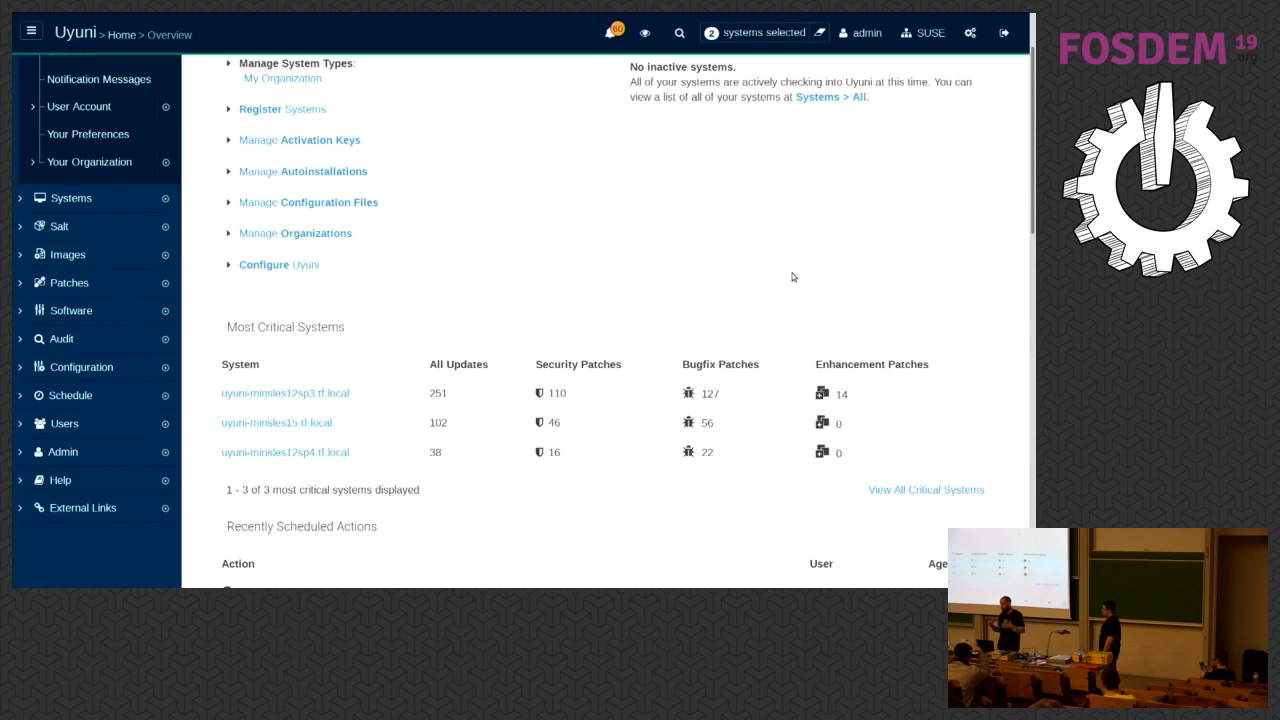 Uyuni > Home > Overview
60
2 systems selected
admin
SUSE
FOSDEM 19
.org
Notification Messages
User Account
Your Preferences
Your Organization
Systems
Salt
Images
Patches
Software
Audit
Configuration
Schedule
Users
Admin
Help
External Links
Manage System Types:
My Organization
Register Systems
Manage Activation Keys
Manage Autoinstallations
Manage Configuration Files
Manage Organizations
Configure Uyuni
No inactive systems.
All of your systems are actively checking into Uyuni at this time. You can
view a list of all of your systems at Systems > All.
Most Critical Systems
System All Updates Security Patches Bugfix Patches Enhancement Patches
uyuni-minsles12sp3.tf.local 251 110 127 14
uyuni-minsles15.tf.local 102 46 56 0
uyuni-minsles12sp4.tf.local 38 16 22 0
1 - 3 of 3 most critical systems displayed
View All Critical Systems
Recently Scheduled Actions
Action User Age